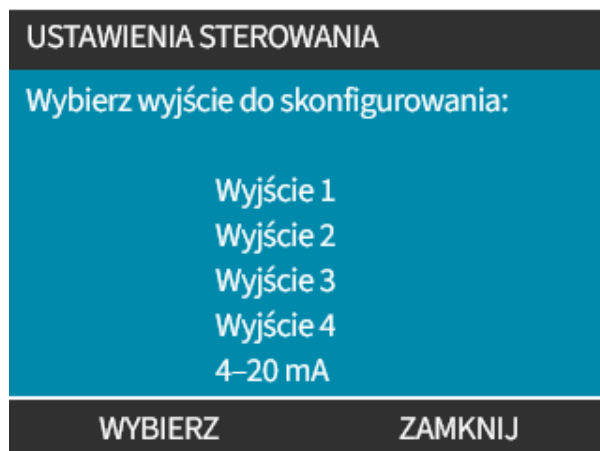 USTAWIENIA STEROWANIA
Wybierz wyjście do skonfigurowania:
Wyjście 1
Wyjście 2
Wyjście 3
Wyjście 4
4–20 mA
WYBIERZ ZAMKNIJ